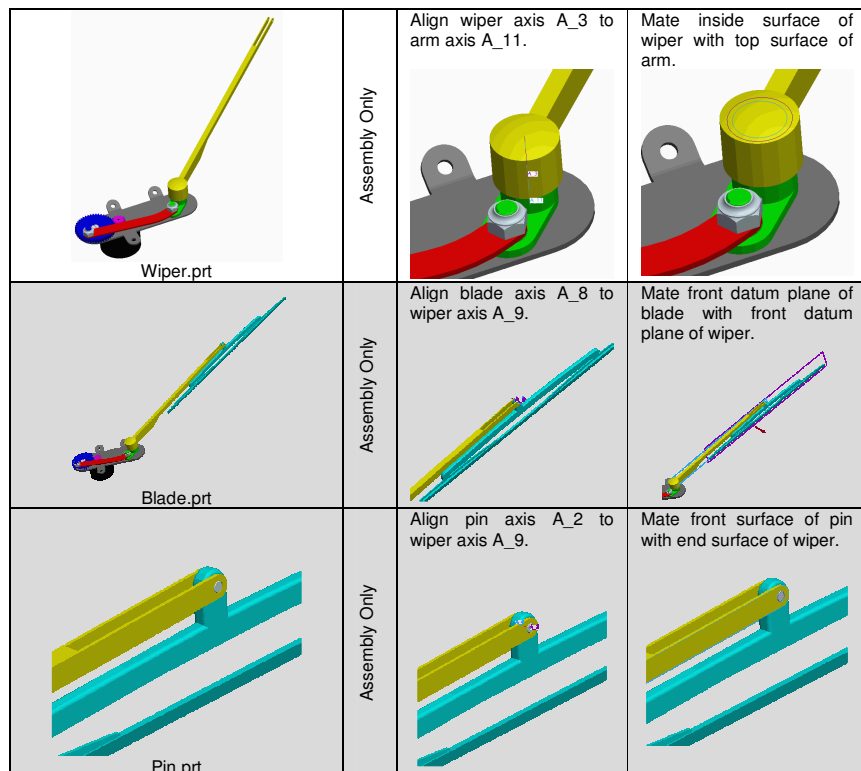 Align wiper axis A_3 to
arm axis A_11.
Mate inside surface of
wiper with top surface of
arm.
Assembly Only
A_3
A_11
Wiper.prt
Align blade axis A_8 to
wiper axis A_9.
Mate front datum plane of
blade with front datum
plane of wiper.
Assembly Only
Blade.prt
Align pin axis A_2 to
wiper axis A_9.
Mate front surface of pin
with end surface of wiper.
Assembly Only
Pin.prt